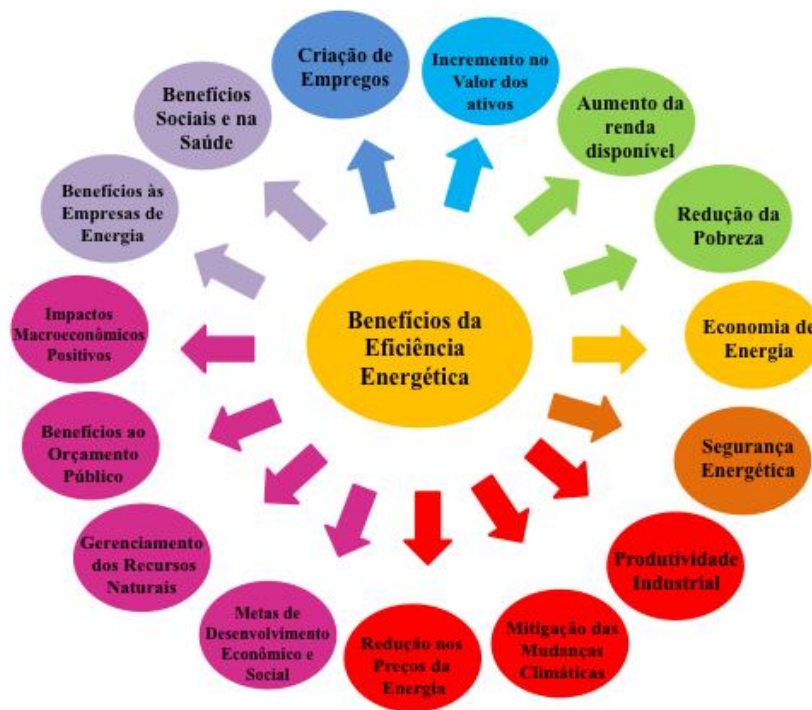 Benefícios da
Eficiência
Energética
Criação de
Empregos
Incremento no
Valor dos
ativos
Aumento da
renda
disponível
Redução da
Pobreza
Economia de
Energia
Segurança
Energética
Produtividade
Industrial
Mitigação das
Mudanças
Climáticas
Redução nos
Preços da
Energia
Metas de
Desenvolvimento
Econômico e
Social
Gerenciamento
dos Recursos
Naturais
Benefícios ao
Orçamento
Público
Impactos
Macroeconômicos
Positivos
Benefícios às
Empresas de
Energia
Benefícios
Sociais e na
Saúde